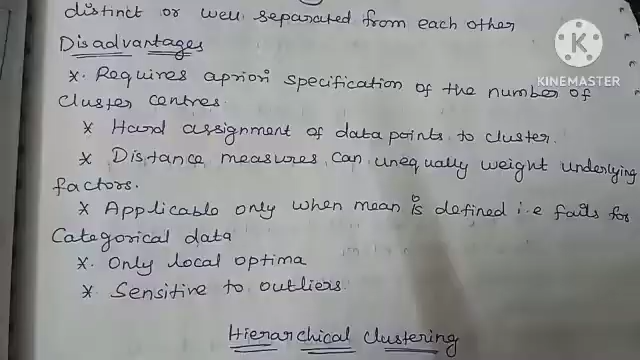 distinct or well separated from each other
Disadvantages
* Requires apriori specification of the number of
cluster centres.
* Hard assignment of data points to cluster.
* Distance measures can unequally weight underlying
factors.
* Applicable only when mean is defined i.e fails for
Categorical data
* Only local optima
* Sensitive to outliers.
Hierarchical clustering
K
KINEMASTER